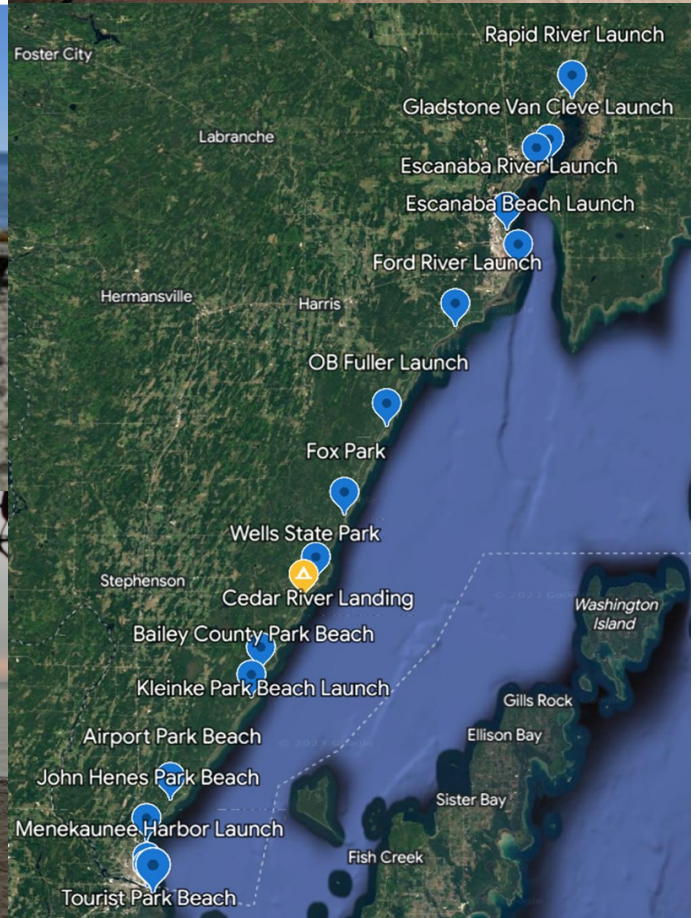 Rapid River Launch
Foster City
Gladstone Van Cleve Launch
Labranche
Escanaba River Launch
Escanaba Beach Launch
Ford River Launch
Hermansville
Harris
OB Fuller Launch
Fox Park
Wells State Park
Stephenson
Cedar River Landing
Washington
Island
Bailey County Park Beach
Kleinke Park Beach Launch
Gills Rock
Airport Park Beach
Ellison Bay
John Henes Park Beach
Sister Bay
Menekaunee Harbor Launch
Fish Creek
Tourist Park Beach